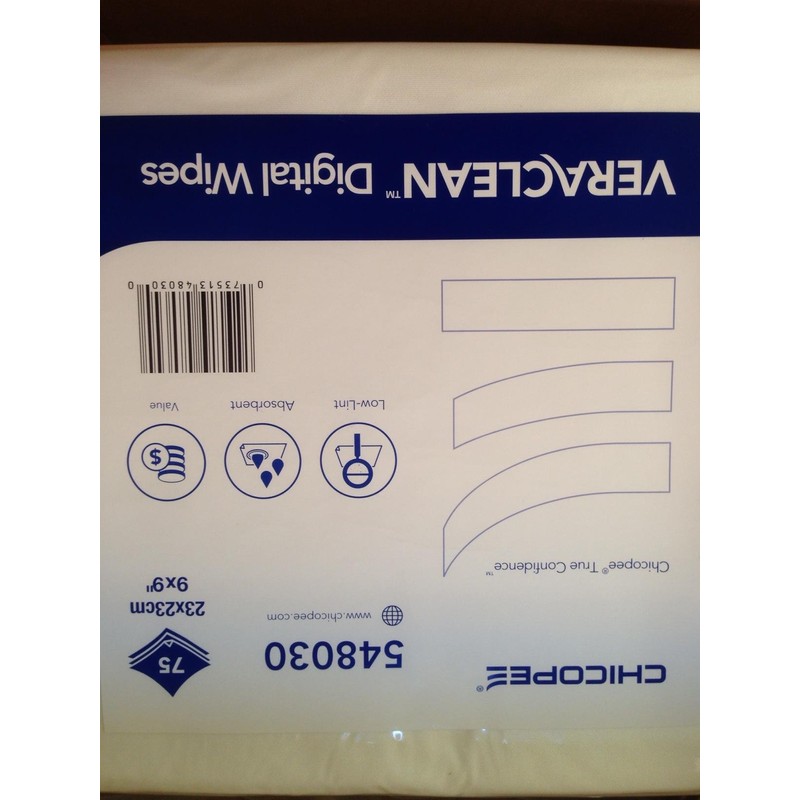 CHICOPEE®
548030
www.chicopee.com
75
23x23cm
9x9"
Chicopee® True Confidence™
Low-Lint
Absorbent
Value
$
0 73513 48030 0
VERACLEAN™ Digital Wipes